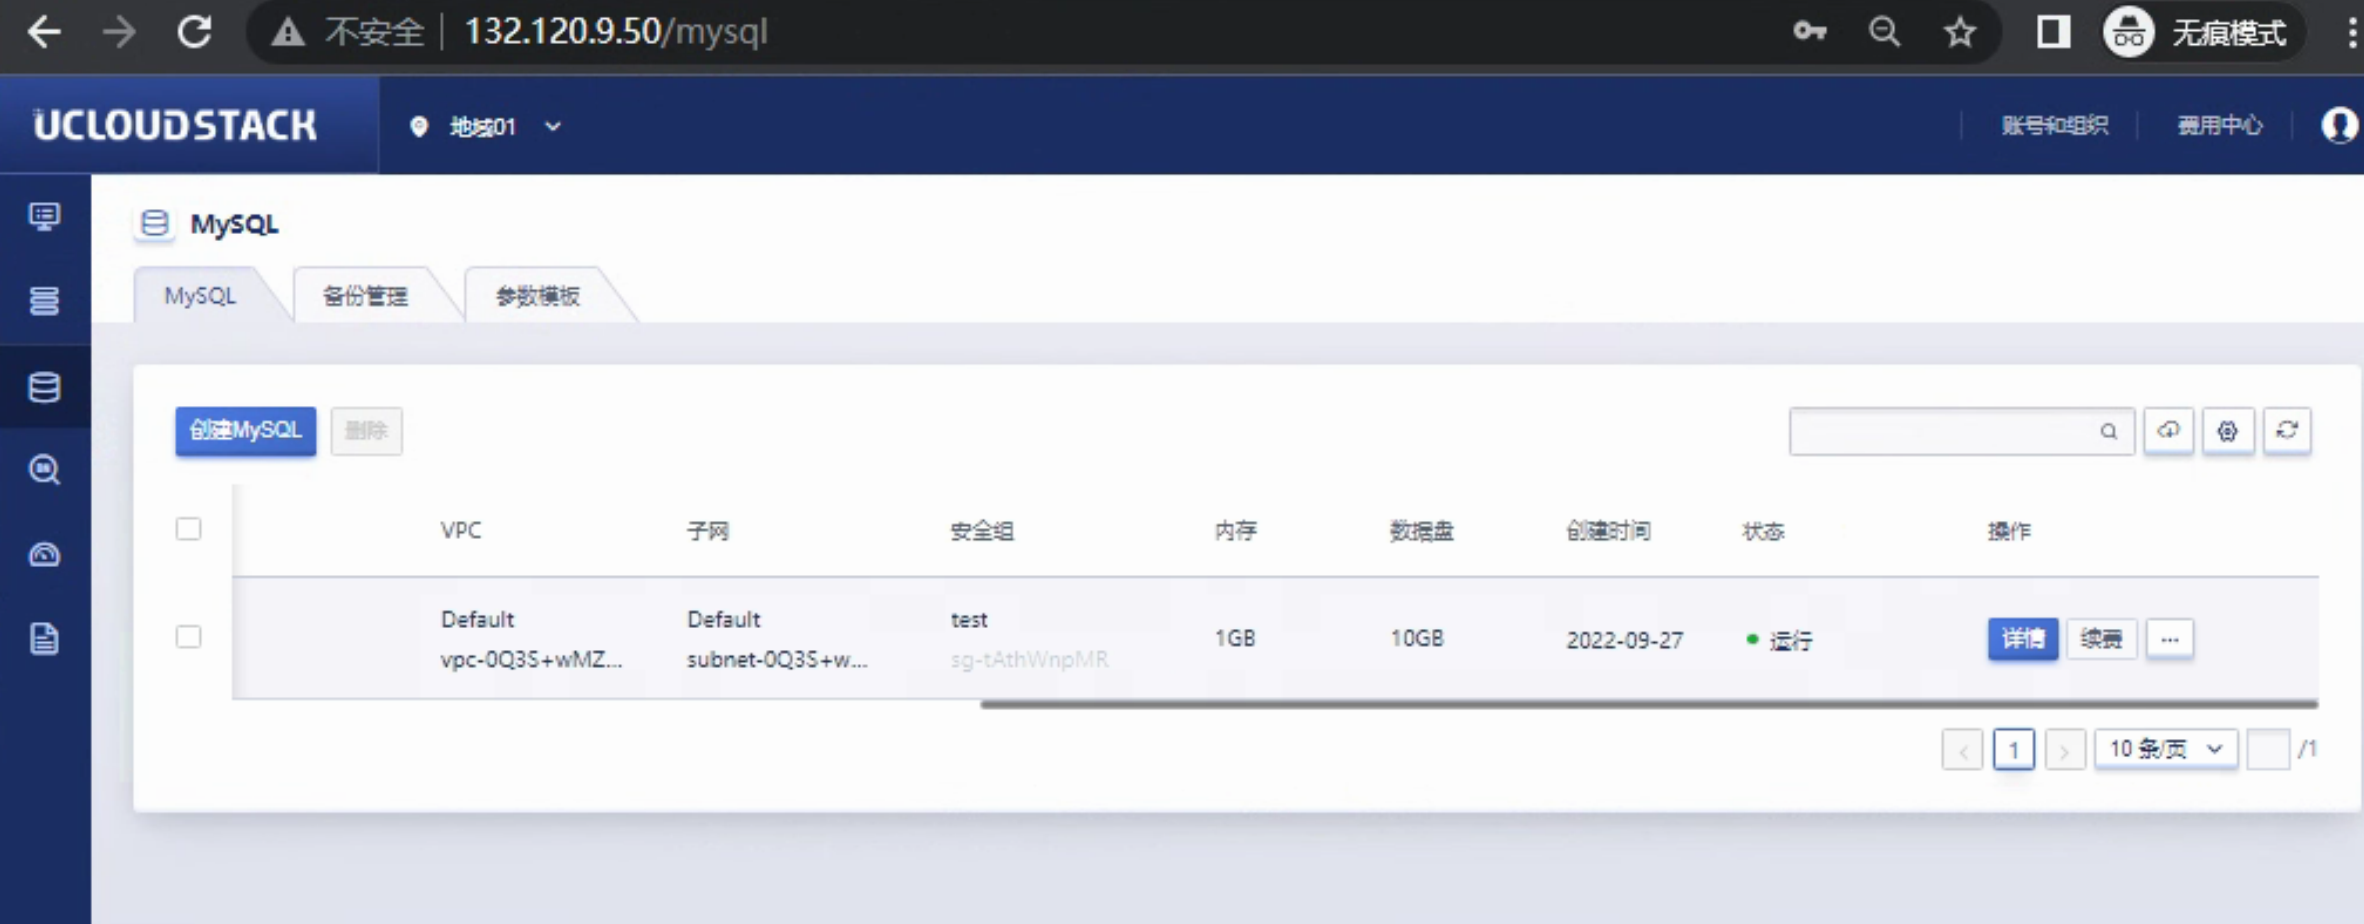 不安全 132.120.9.50/mysql 无痕模式
UCLOUDSTACK 地域01 账号和组织 费用中心
MySQL
MySQL 备份管理 参数模板
创建MySQL 删除
VPC 子网 安全组 内存 数据盘 创建时间 状态 操作
Default Default test
vpc-0Q3S+wMZ... subnet-0Q3S+w... sg-tAthWnpMR
1GB 10GB 2022-09-27 运行 详情 续费 ...
1 10 条/页 /1